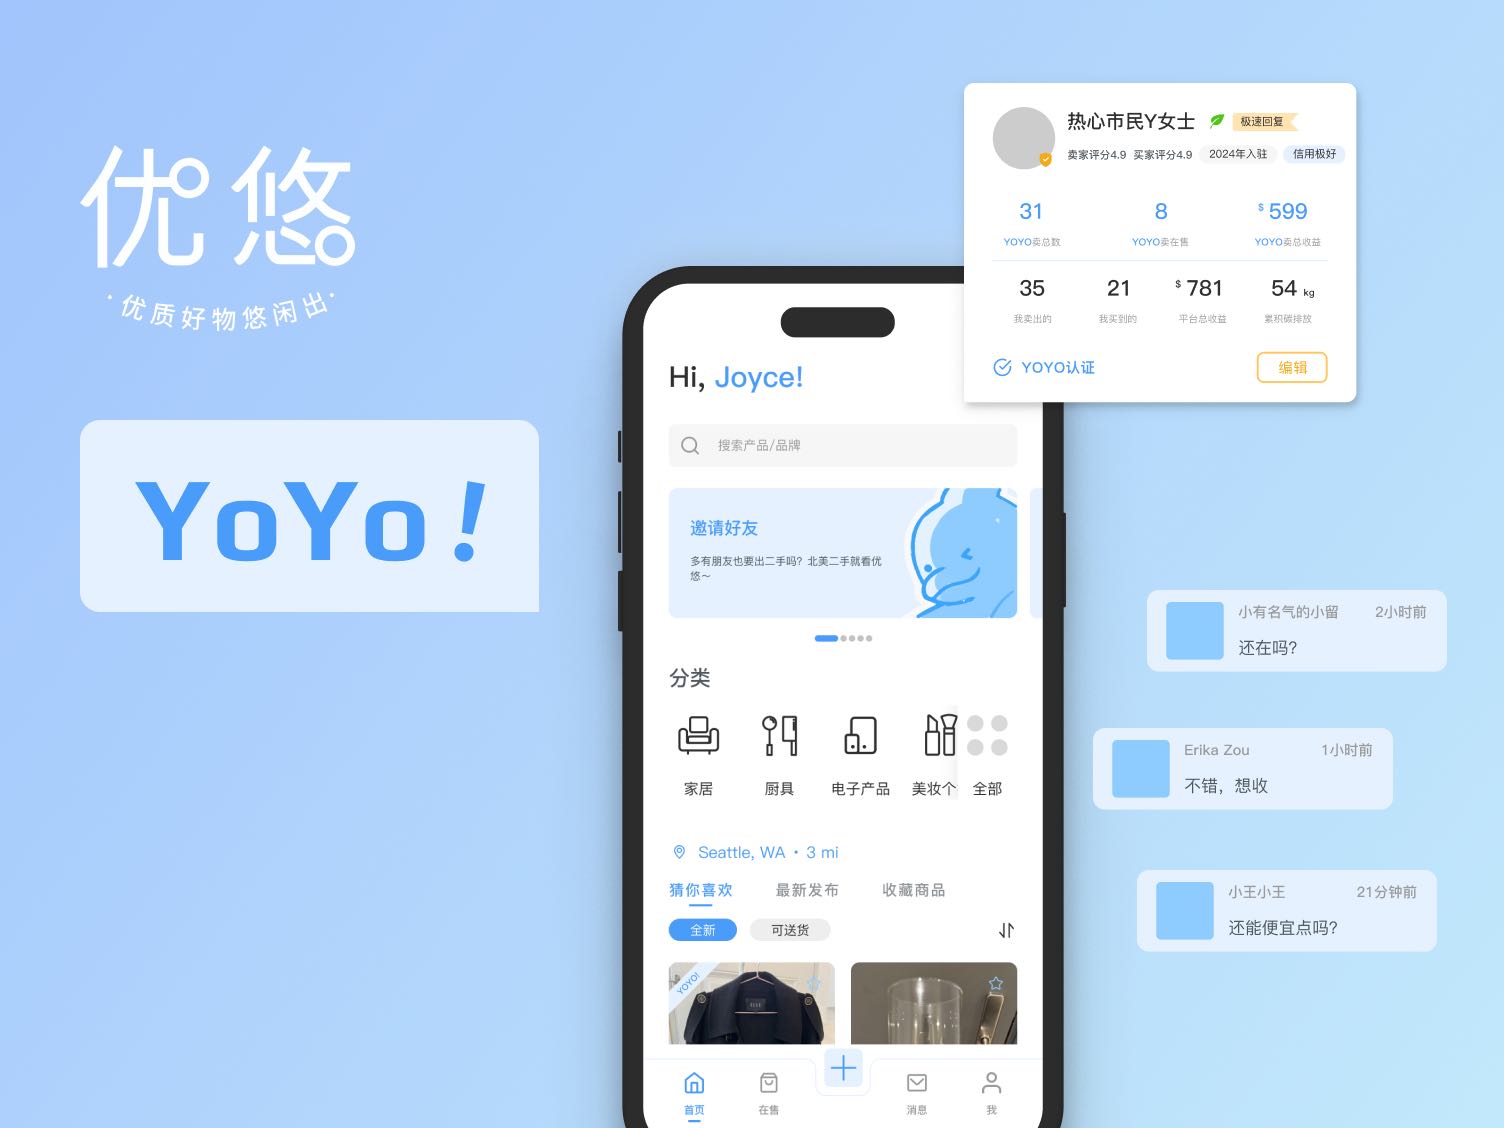 优悠
·优质好物悠闲出·
YoYo!
热心市民Y女士 极速回复
卖家评分4.9 买家评分4.9 2024年入驻 信用极好
31 8 $599
YOYO卖总数 YOYO卖在售 YOYO卖总收益
35 21 $781 54 kg
我卖出的 我买到的 平台总收益 累积碳排放
YOYO认证 编辑
Hi, Joyce!
搜索产品/品牌
邀请好友
多有朋友也要出二手吗？北美二手就看优
悠～
分类
家居 厨具 电子产品 美妆个 全部
Seattle, WA · 3 mi
猜你喜欢 最新发布 收藏商品
全新 可送货
YOYO!
ELLE
首页 在售 消息 我
小有名气的小留 2小时前
还在吗?
Erika Zou 1小时前
不错，想收
小王小王 21分钟前
还能便宜点吗?